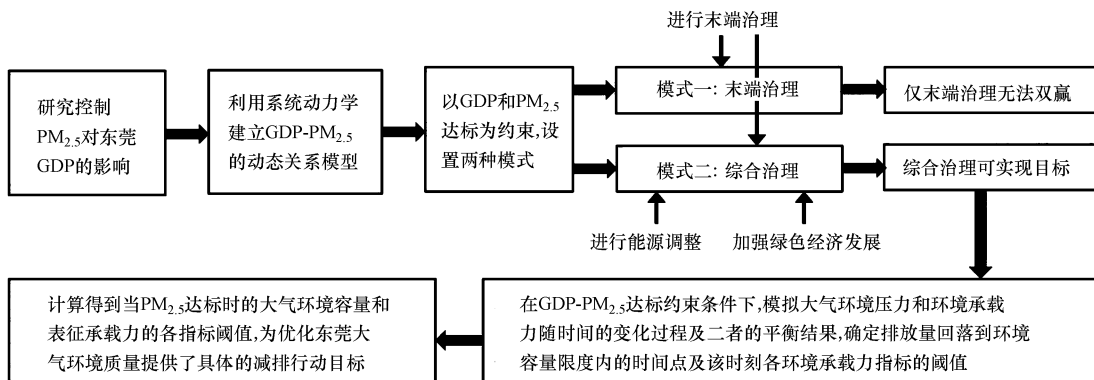 进行末端治理
研究控制
PM2.5对东莞
GDP的影响
利用系统动力学
建立GDP-PM2.5
的动态关系模型
以GDP和PM2.5
达标为约束,设
置两种模式
模式一: 末端治理
仅末端治理无法双赢
模式二: 综合治理
综合治理可实现目标
进行能源调整
加强绿色经济发展
在GDP-PM2.5达标约束条件下,模拟大气环境压力和环境承载
力随时间的变化过程及二者的平衡结果,确定排放量回落到环境
容量限度内的时间点及该时刻各环境承载力指标的阈值
计算得到当PM2.5达标时的大气环境容量和
表征承载力的各指标阈值,为优化东莞大
气环境质量提供了具体的减排行动目标